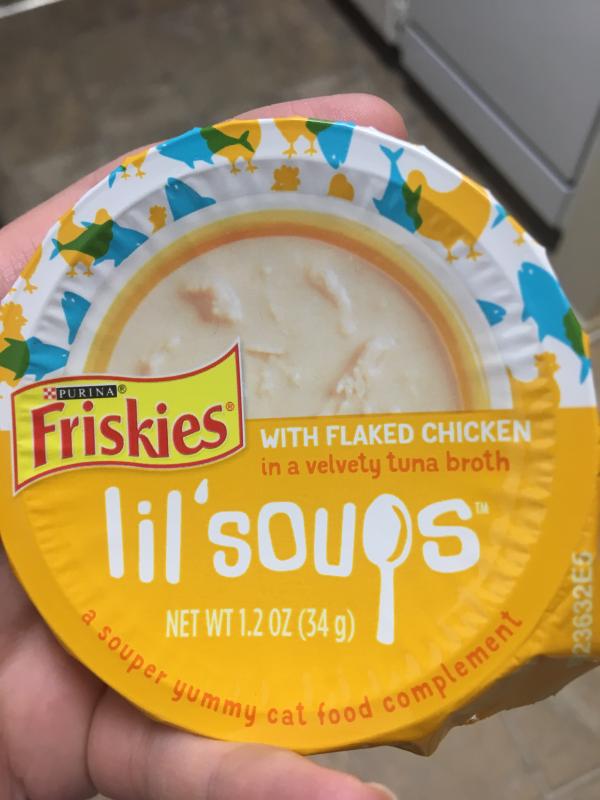 PURINA®
Friskies®
WITH FLAKED CHICKEN
in a velvety tuna broth
lil'soups™
NET WT 1.2 OZ (34 g)
a souper yummy cat food complement
23632E6